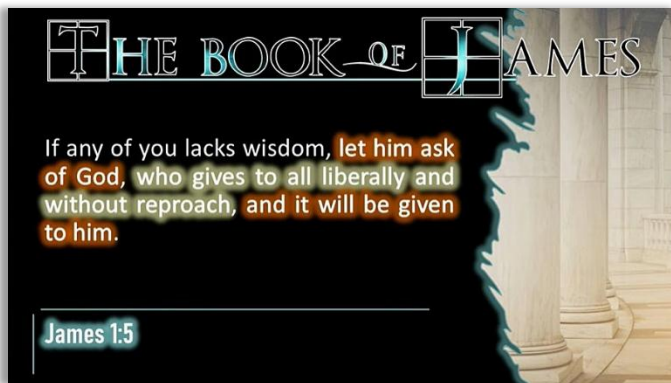 THE BOOK OF JAMES
If any of you lacks wisdom, let him ask
of God, who gives to all liberally and
without reproach, and it will be given
to him.
James 1:5